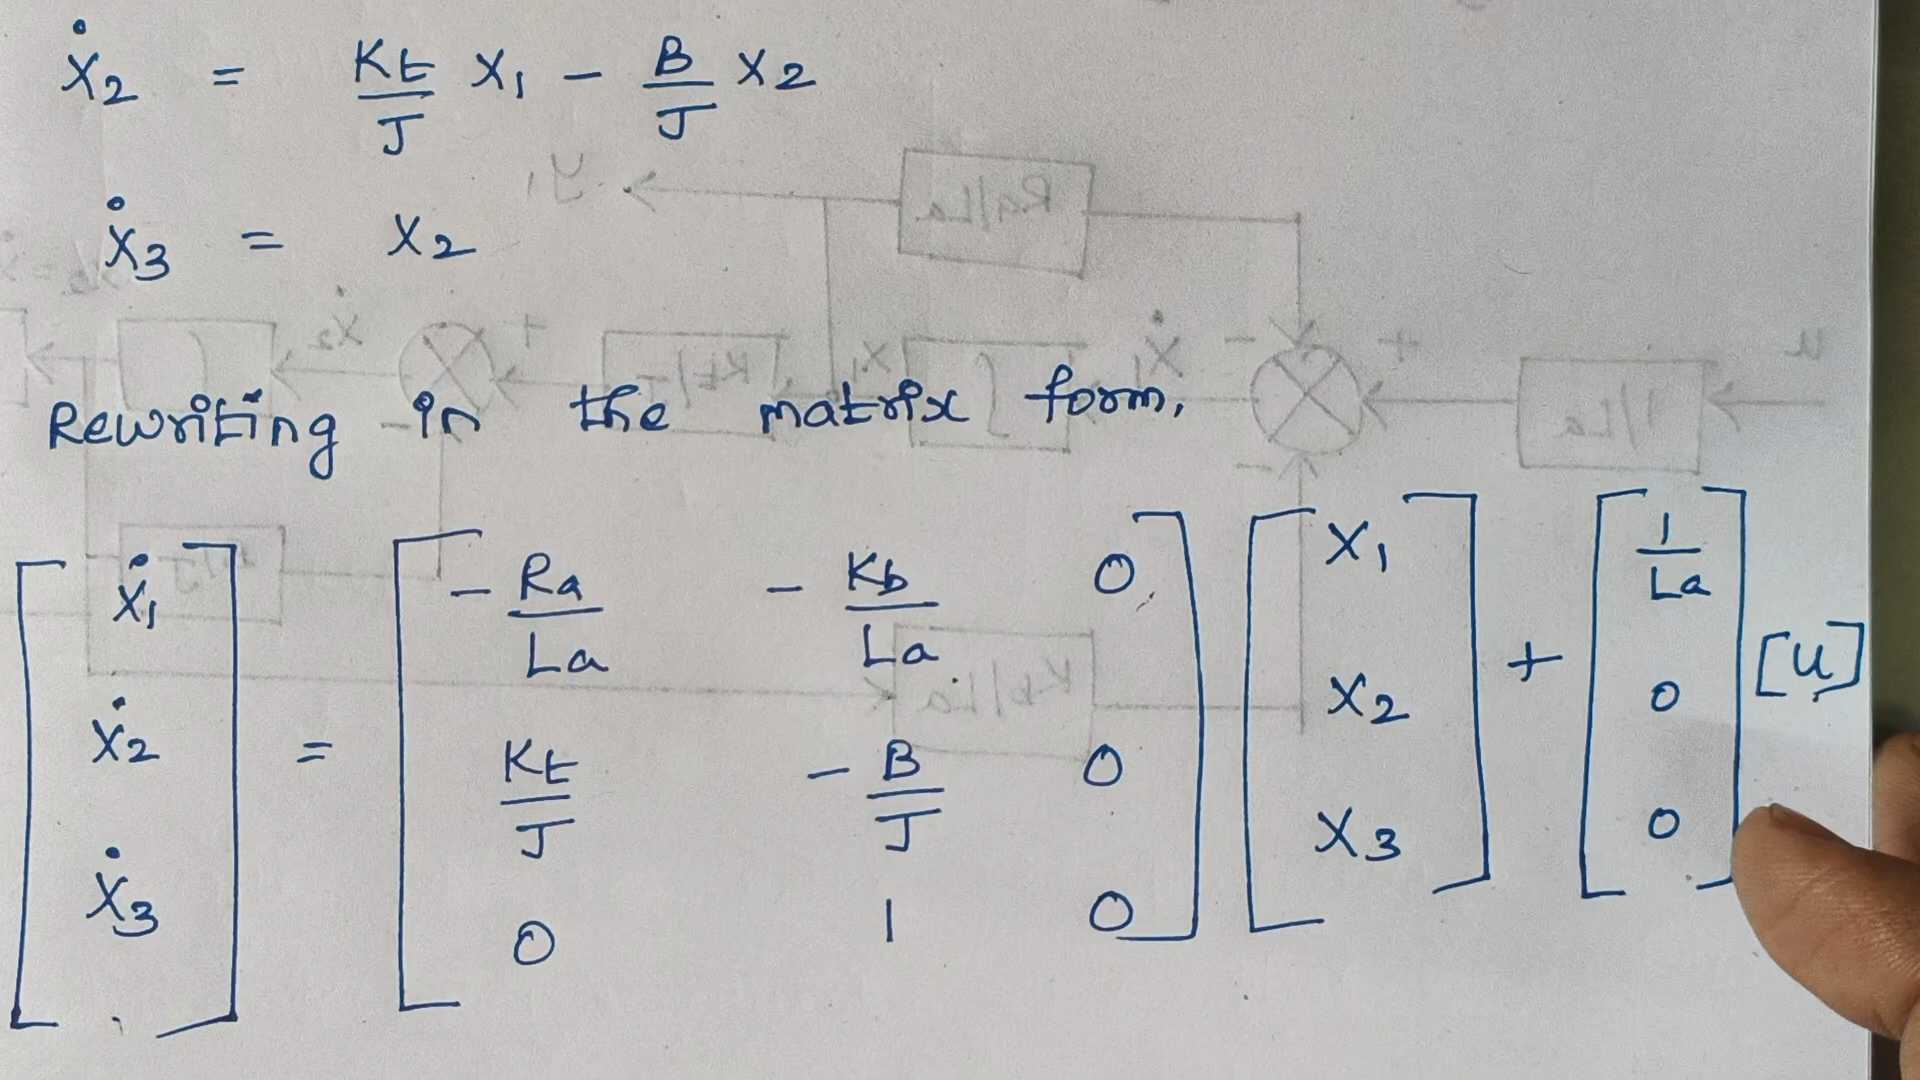 ẋ2 = Kt/J x1 - B/J x2
ẋ3 = x2
Rewriting in the matrix form,
[ẋ1 ẋ2 ẋ3] = [-Ra/La -Kb/La 0; Kt/J -B/J 0; 0 1 0] [x1 x2 x3] + [1/La 0 0] [u]